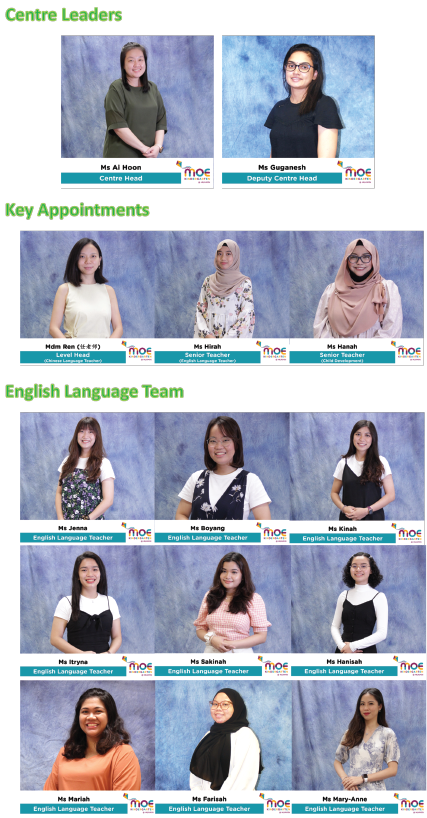 Centre Leaders
Ms Ai Hoon
Centre Head
MOE
Ms Guganesh
Deputy Centre Head
MOE
Key Appointments
Mdm Ren (任老师)
Level Head
(Chinese Language Teacher)
MOE
Ms Hirah
Senior Teacher
(English Language Teacher)
MOE
Ms Hanah
Senior Teacher
(Child Development)
MOE
English Language Team
Ms Jenna
English Language Teacher
MOE
Ms Boyang
English Language Teacher
MOE
Ms Kinah
English Language Teacher
MOE
Ms Itryna
English Language Teacher
MOE
Ms Sakinah
English Language Teacher
MOE
Ms Hanisah
English Language Teacher
MOE
Ms Mariah
English Language Teacher
MOE
Ms Farisah
English Language Teacher
MOE
Ms Mary-Anne
English Language Teacher
MOE